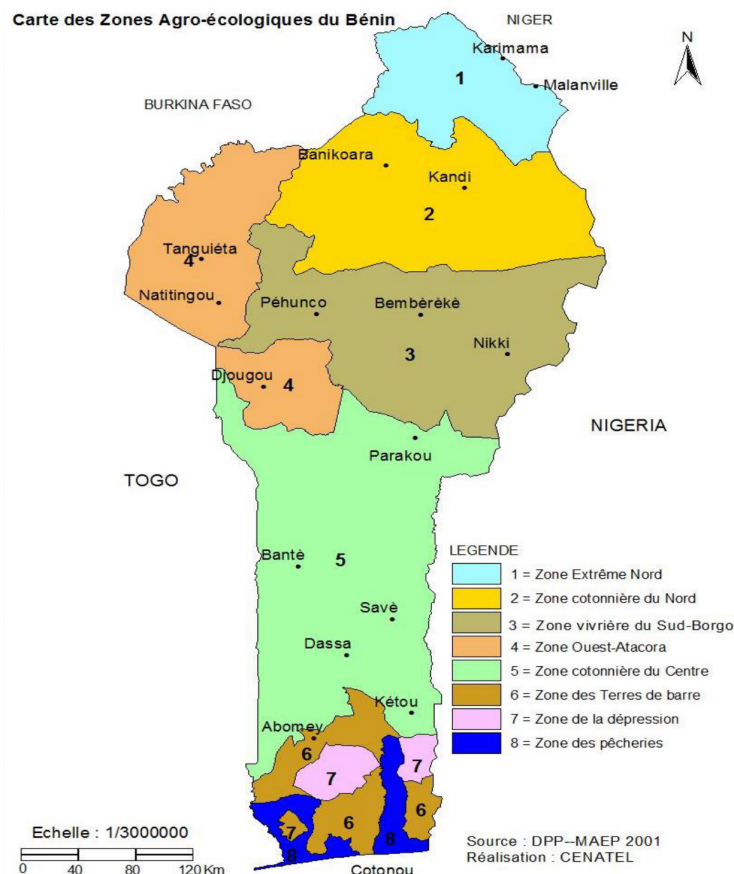 Carte des Zones Agro-écologiques du Bénin
NIGER
N
Karimama
1
Malanville
BURKINA FASO
Banikoara
Kandi
2
Tanguiéta
4
Natitingou
Péhunco
Bembèrèkè
3
Nikki
Djougou
4
NIGERIA
Parakou
TOGO
Bantè
5
Savè
Dassa
Kétou
Abomey
6
7
7
6
7
6
8
8
Cotonou
LEGENDE
1 = Zone Extrême Nord
2 = Zone cotonnière du Nord
3 = Zone vivrière du Sud-Borgo
4 = Zone Ouest-Atacora
5 = Zone cotonnière du Centre
6 = Zone des Terres de barre
7 = Zone de la dépression
8 = Zone des pêcheries
Echelle : 1/3000000
0 40 80 120 Km
Source : DPP--MAEP 2001
Réalisation : CENATEL